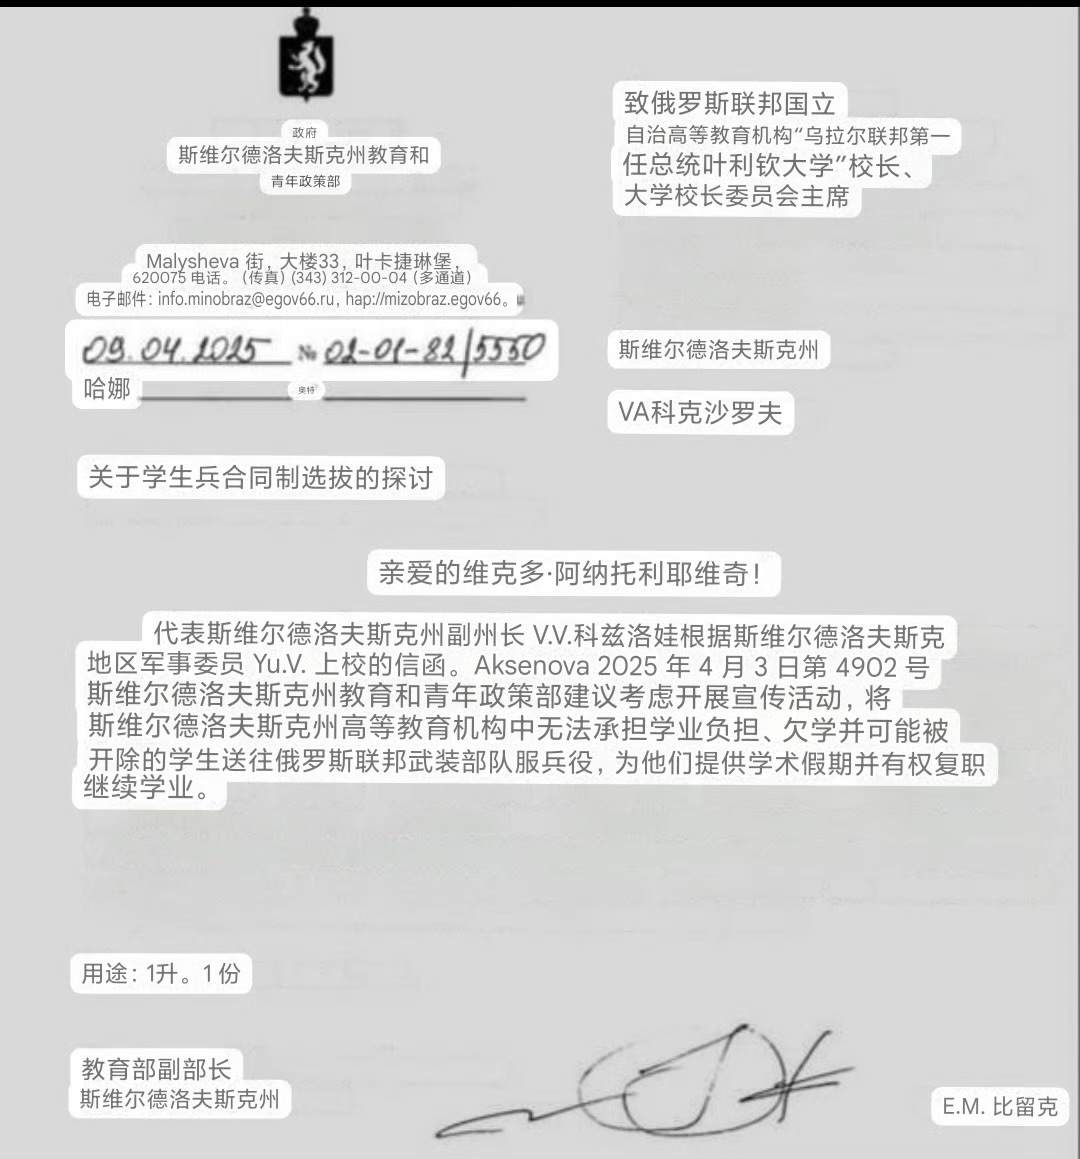 政府
斯维尔德洛夫斯克州教育和
青年政策部
Malysheva 街，大楼33，叶卡捷琳堡，
620075 电话。（传真）(343) 312-00-04（多通道）
电子邮件：info.minobraz@egov66.ru，hap://mizobraz.egov66。
09.04.2025 № 02-01-82/5550
哈娜 奥特
致俄罗斯联邦国立
自治高等教育机构“乌拉尔联邦第一
任总统叶利钦大学”校长、
大学校长委员会主席
斯维尔德洛夫斯克州
VA科克沙罗夫
关于学生兵合同制选拔的探讨
亲爱的维克多·阿纳托利耶维奇！
代表斯维尔德洛夫斯克州副州长 V.V.科兹洛娃根据斯维尔德洛夫斯克
地区军事委员 Yu.V. 上校的信函。Aksenova 2025 年 4 月 3 日第 4902 号
斯维尔德洛夫斯克州教育和青年政策部建议考虑开展宣传活动，将
斯维尔德洛夫斯克州高等教育机构中无法承担学业负担、欠学并可能被
开除的学生送往俄罗斯联邦武装部队服兵役，为他们提供学术假期并有权复职
继续学业。
用途：1升。1 份
教育部副部长
斯维尔德洛夫斯克州
E.M. 比留克